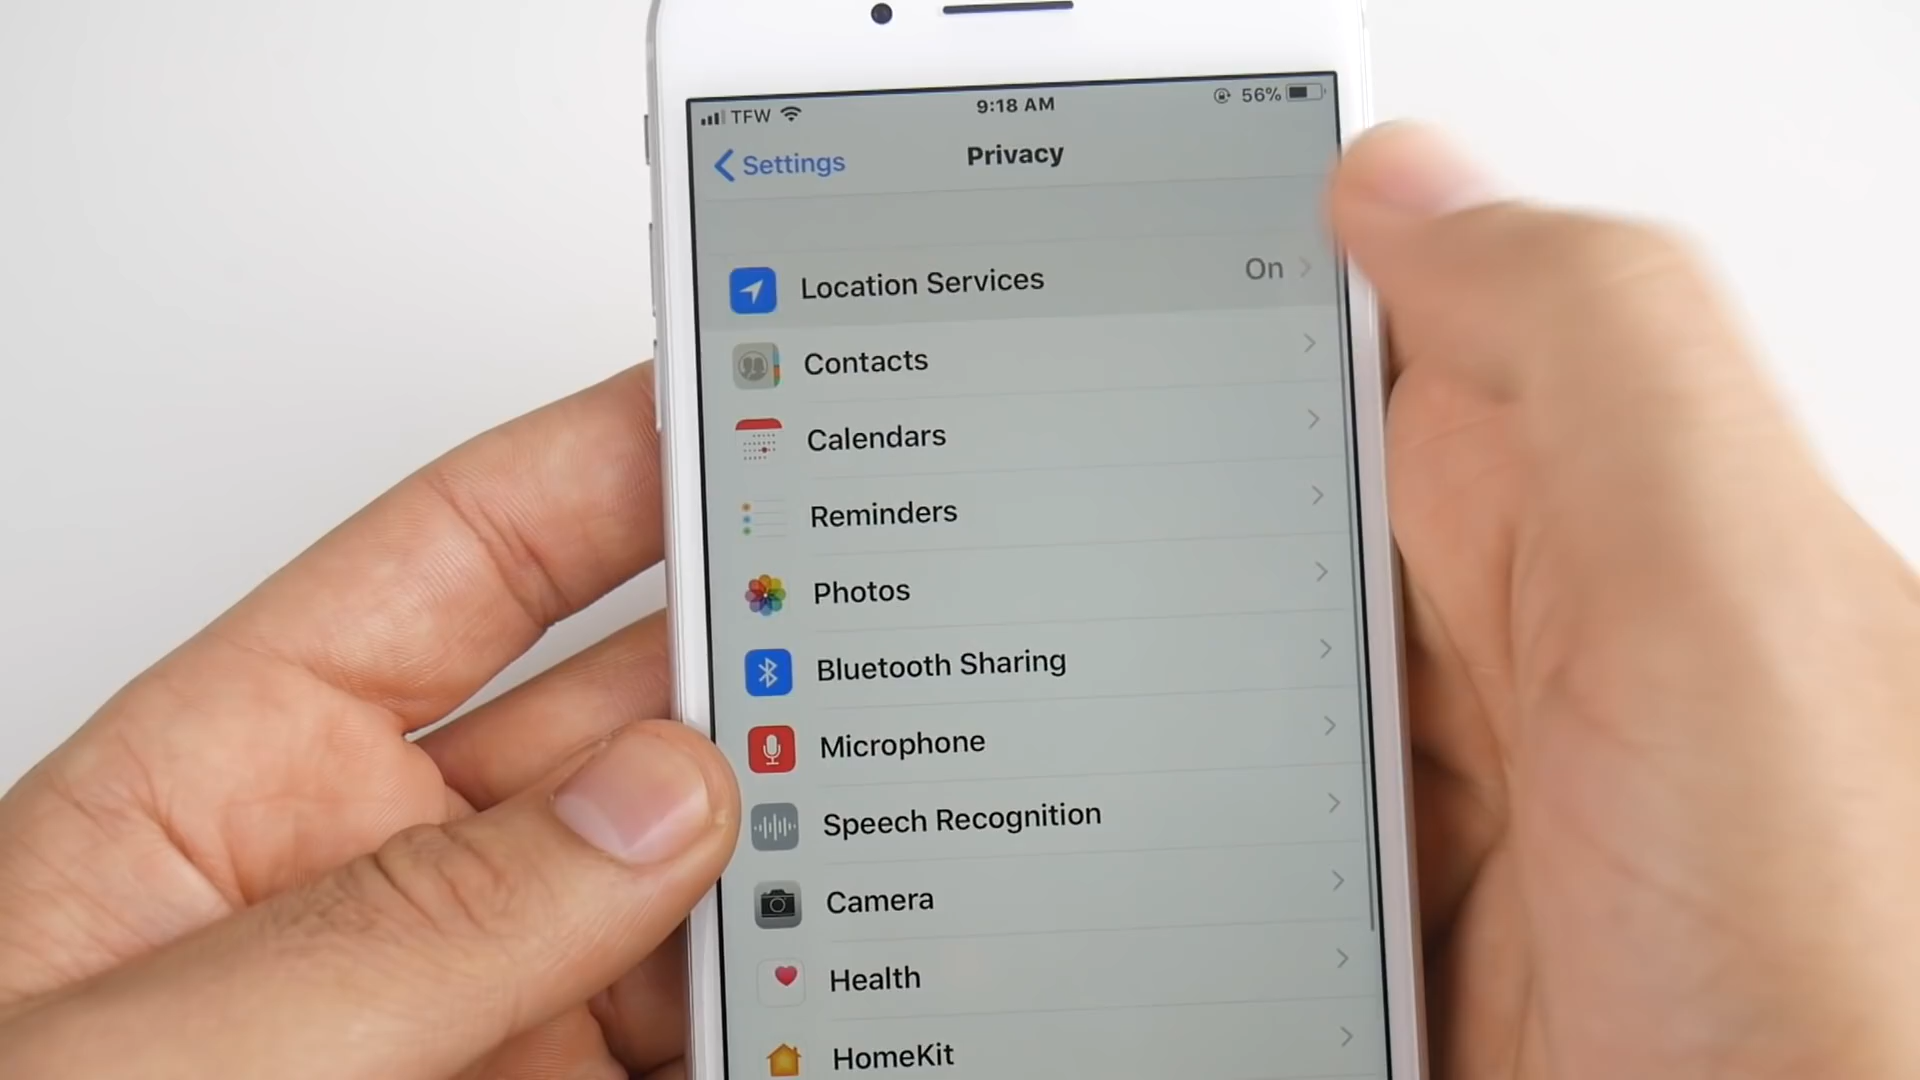 TFW 9:18 AM 56%
Settings Privacy
Location Services On
Contacts
Calendars
Reminders
Photos
Bluetooth Sharing
Microphone
Speech Recognition
Camera
Health
HomeKit